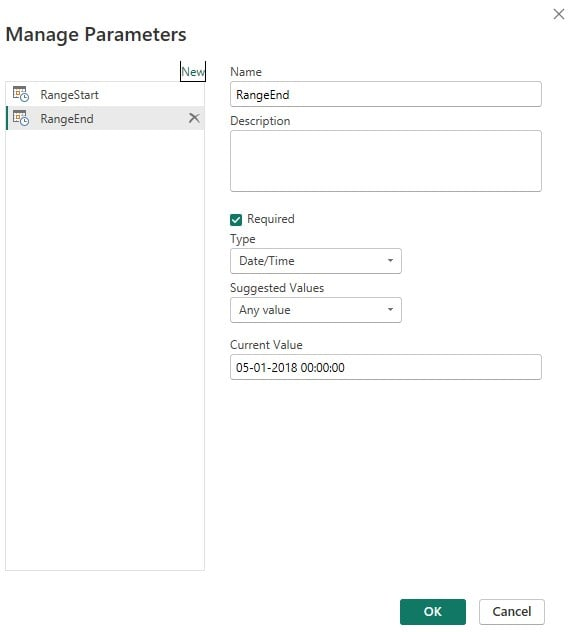 Manage Parameters
New
RangeStart
RangeEnd
Name
RangeEnd
Description
Required
Type
Date/Time
Suggested Values
Any value
Current Value
05-01-2018 00:00:00
OK
Cancel